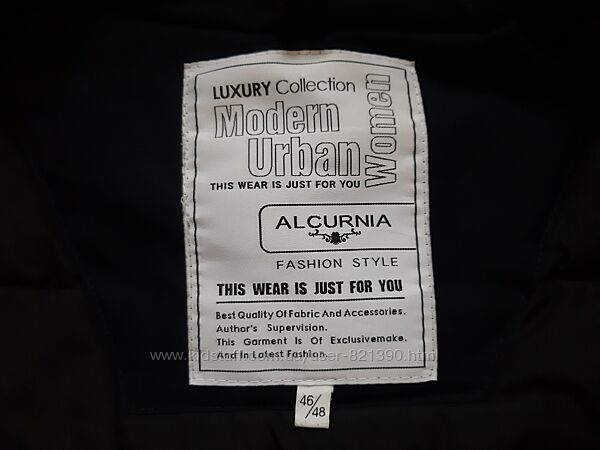 LUXURY Collection
Modern
Urban
Women
THIS WEAR IS JUST FOR YOU
ALCURNIA
FASHION STYLE
THIS WEAR IS JUST FOR YOU
Best Quality Of Fabric And Accessories.
Author's Supervision.
This Garment Is Of Exclusivemake.
And In Latest Fashion.
46/
48